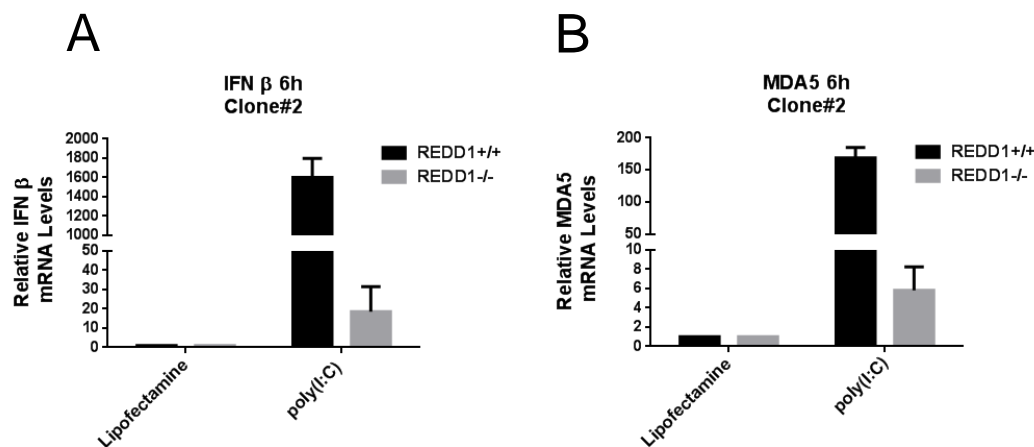 A
IFN β 6h
Clone#2
Relative IFN β
mRNA Levels
2000
1800
1600
1400
1200
1000
50
40
30
20
10
0
REDD1+/+
REDD1-/-
Lipofectamine
poly(I:C)
B
MDA5 6h
Clone#2
Relative MDA5
mRNA Levels
200
150
100
50
10
8
6
4
2
0
REDD1+/+
REDD1-/-
Lipofectamine
poly(I:C)